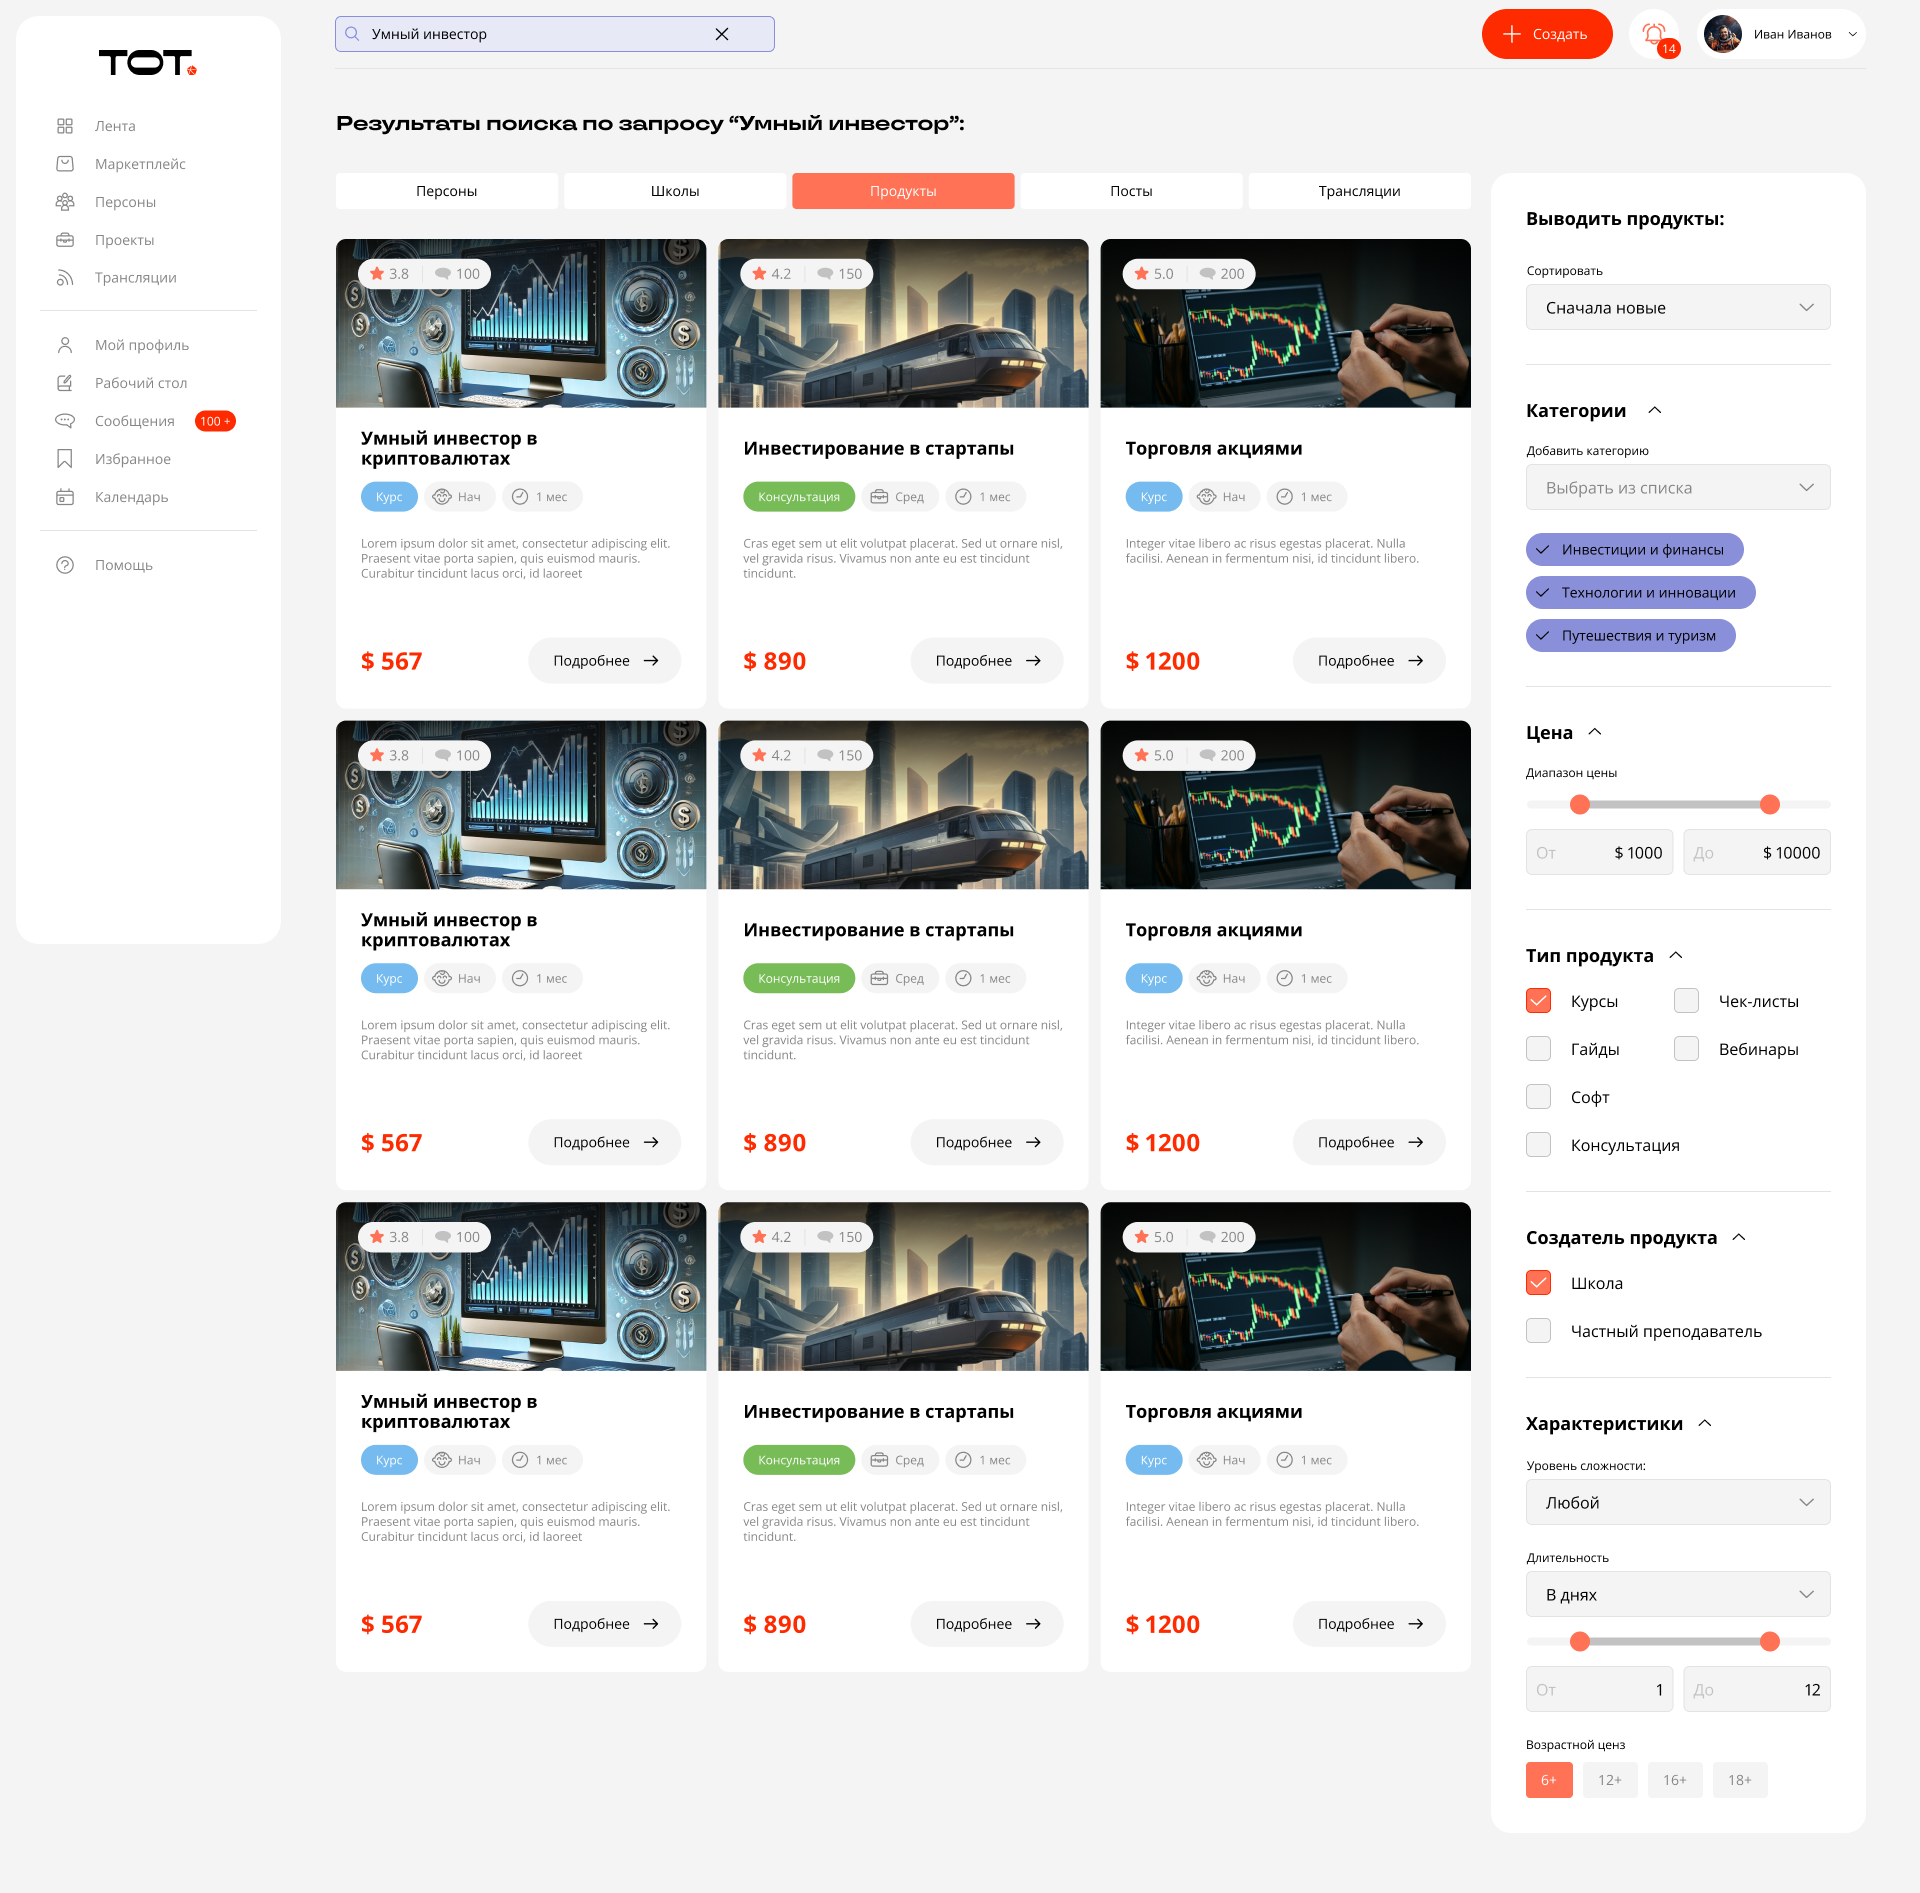 ТОТ.
Лента
Маркетплейс
Персоны
Проекты
Трансляции
Мой профиль
Рабочий стол
Сообщения 100 +
Избранное
Календарь
Помощь
Умный инвестор
Создать
14
Иван Иванов
Результаты поиска по запросу “Умный инвестор”:
Персоны Школы Продукты Посты Трансляции
3.8 100
Умный инвестор в
криптовалютах
Курс Нач 1 мес
Lorem ipsum dolor sit amet, consectetur adipiscing elit.
Praesent vitae porta sapien, quis euismod mauris.
Curabitur tincidunt lacus orci, id laoreet
$ 567 Подробнее
4.2 150
Инвестирование в стартапы
Консультация Сред 1 мес
Cras eget sem ut elit volutpat placerat. Sed ut ornare nisl,
vel gravida risus. Vivamus non ante eu est tincidunt
tincidunt.
$ 890 Подробнее
5.0 200
Торговля акциями
Курс Нач 1 мес
Integer vitae libero ac risus egestas placerat. Nulla
facilisi. Aenean in fermentum nisi, id tincidunt libero.
$ 1200 Подробнее
3.8 100
Умный инвестор в
криптовалютах
Курс Нач 1 мес
Lorem ipsum dolor sit amet, consectetur adipiscing elit.
Praesent vitae porta sapien, quis euismod mauris.
Curabitur tincidunt lacus orci, id laoreet
$ 567 Подробнее
4.2 150
Инвестирование в стартапы
Консультация Сред 1 мес
Cras eget sem ut elit volutpat placerat. Sed ut ornare nisl,
vel gravida risus. Vivamus non ante eu est tincidunt
tincidunt.
$ 890 Подробнее
5.0 200
Торговля акциями
Курс Нач 1 мес
Integer vitae libero ac risus egestas placerat. Nulla
facilisi. Aenean in fermentum nisi, id tincidunt libero.
$ 1200 Подробнее
3.8 100
Умный инвестор в
криптовалютах
Курс Нач 1 мес
Lorem ipsum dolor sit amet, consectetur adipiscing elit.
Praesent vitae porta sapien, quis euismod mauris.
Curabitur tincidunt lacus orci, id laoreet
$ 567 Подробнее
4.2 150
Инвестирование в стартапы
Консультация Сред 1 мес
Cras eget sem ut elit volutpat placerat. Sed ut ornare nisl,
vel gravida risus. Vivamus non ante eu est tincidunt
tincidunt.
$ 890 Подробнее
5.0 200
Торговля акциями
Курс Нач 1 мес
Integer vitae libero ac risus egestas placerat. Nulla
facilisi. Aenean in fermentum nisi, id tincidunt libero.
$ 1200 Подробнее
Выводить продукты:
Сортировать
Сначала новые
Категории
Добавить категорию
Выбрать из списка
Инвестиции и финансы
Технологии и инновации
Путешествия и туризм
Цена
Диапазон цены
От $ 1000 До $ 10000
Тип продукта
Курсы Чек-листы
Гайды Вебинары
Софт
Консультация
Создатель продукта
Школа
Частный преподаватель
Характеристики
Уровень сложности:
Любой
Длительность
В днях
От 1 До 12
Возрастной ценз
6+ 12+ 16+ 18+